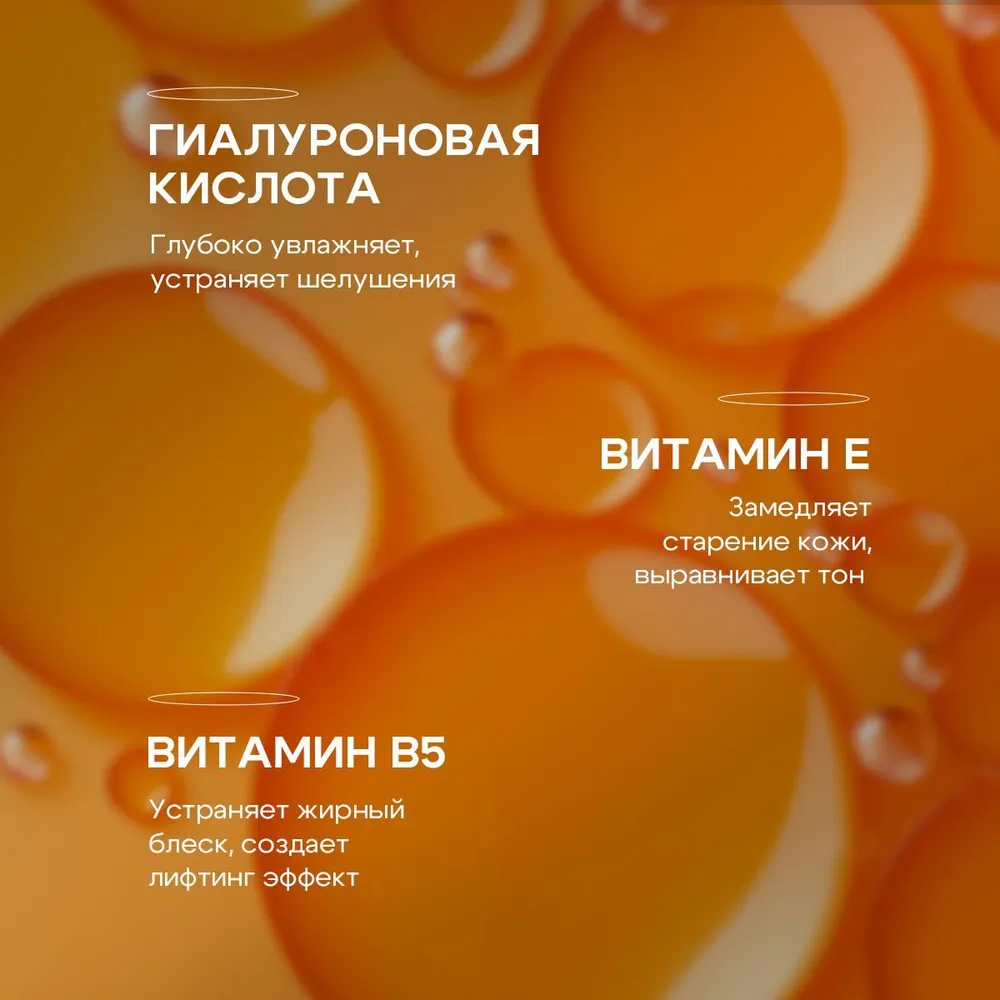 ГИАЛУРОНОВАЯ
КИСЛОТА
Глубоко увлажняет,
устраняет шелушения
ВИТАМИН Е
Замедляет
старение кожи,
выравнивает тон
ВИТАМИН B5
Устраняет жирный
блеск, создает
лифтинг эффект